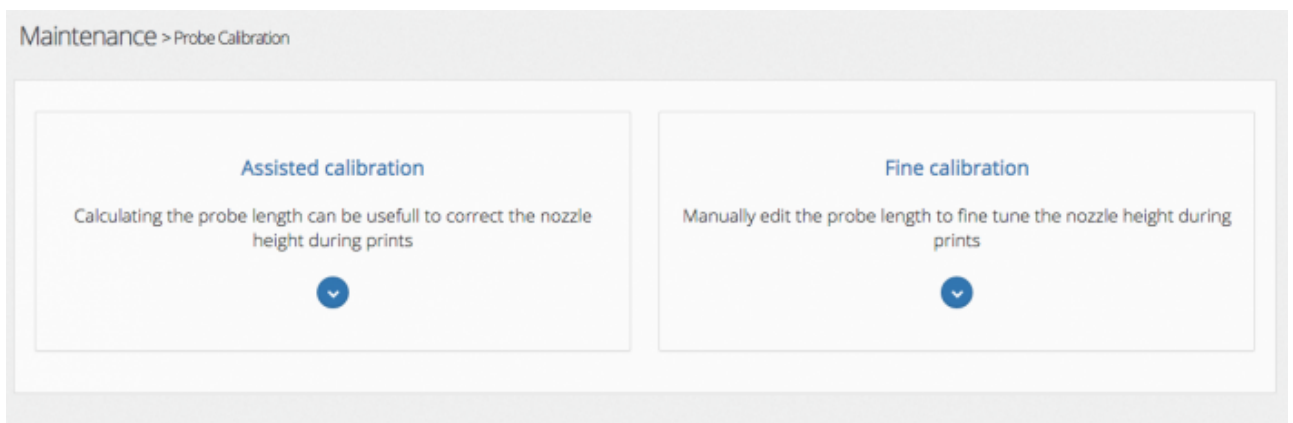 Maintenance > Probe Calibration
Assisted calibration
Calculating the probe length can be usefull to correct the nozzle
height during prints
Fine calibration
Manually edit the probe length to fine tune the nozzle height during
prints